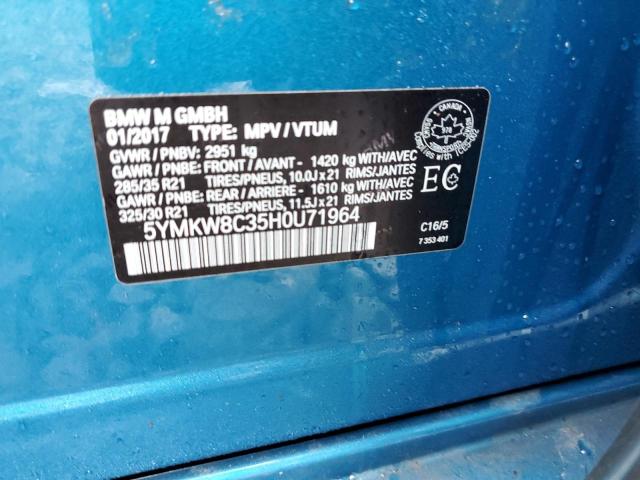 BMW M GMBH
01/2017 TYPE: MPV / VTUM
GVWR / PNBV: 2951 kg
GAWR / PNBE: FRONT / AVANT - 1420 kg WITH/AVEC
285/35 R21 TIRES/PNEUS, 10.0J x 21 RIMS/JANTES
GAWR / PNBE: REAR / ARRIERE - 1610 kg WITH/AVEC
325/30 R21 TIRES/PNEUS, 11.5J x 21 RIMS/JANTES
5YMKW8C35H0U71964
CANADA
978
EC
C16/5
7 353 401